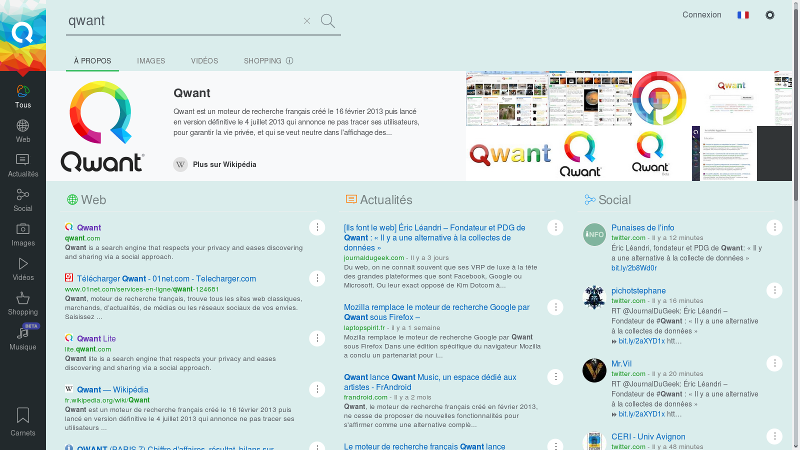 qwant
Connexion
À PROPOS
IMAGES
VIDÉOS
SHOPPING
Tous
Web
Actualités
Social
Images
Vidéos
Shopping
BETA
Musique
Carnets
Qwant
Qwant
Qwant est un moteur de recherche français créé le 16 février 2013 puis lancé
en version définitive le 4 juillet 2013 qui annonce ne pas tracer ses utilisateurs,
pour garantir la vie privée, et qui se veut neutre dans l'affichage des...
W Plus sur Wikipédia
Qwant
Qwant
Qwant
Qwant
Web
Qwant
qwant.com
Qwant is a search engine that respects your privacy and eases discovering
and sharing via a social approach.
Télécharger Qwant - 01net.com - Telecharger.com
www.01net.com/services-en-ligne/qwant-124681
Qwant, moteur de recherche français, trouve tous les sites web classiques,
marchands, d'actualités, de médias ou les réseaux sociaux de vos envies.
Saisissez ...
Qwant Lite
lite.qwant.com
Qwant lite is a search engine that respects your privacy and eases
discovering and sharing via a social approach.
W Qwant — Wikipédia
fr.wikipedia.org/wiki/Qwant
Qwant est un moteur de recherche français créé le 16 février 2013 puis
lancé en version définitive le 4 juillet 2013 qui annonce ne pas tracer ses
utilisateurs ...
QWANT (PARIS 7) Chiffre d'affaires, résultat, bilans sur
Actualités
[Ils font le web] Éric Léandri – Fondateur et PDG de
Qwant : « Il y a une alternative à la collectes de
données »
journaldugeek.com - il y a 3 jours
Du web, on ne connait souvent que ses VRP de luxe à la tête
des grandes plateformes que sont Facebook, Google ou
Microsoft. Ou leur exact opposé de Kim Dotcom à...
Mozilla remplace le moteur de recherche Google par
Qwant sous Firefox –
laptopspirit.fr - il y a 1 semaine
Mozilla remplace le moteur de recherche Google par Qwant
sous Firefox Dans une édition spécifique du navigateur Mozilla
a conclu un partenariat pour i...
Qwant lance Qwant Music, un espace dédié aux
artistes - FrAndroid
frandroid.com - il y a 2 mois
Qwant, le moteur de recherche français créé en février 2013,
ne cesse de proposer de nouvelles fonctionnalités pour
s'affirmer comme une alternative complè...
Le moteur de recherche français Qwant lance
Social
INFO
Punaises de l'info
twitter.com - il y a 12 minutes
Éric Léandri, fondateur et PDG de Qwant: « Il y
a une alternative à la collecte de données »
bit.ly/2b8Wd0r
pichotstephane
twitter.com - il y a 16 minutes
RT @JournalDuGeek: Éric Léandri –
Fondateur de #Qwant : « Il y a une alternative
à la collectes de données »
bit.ly/2aXYD1x htt...
Mr.Vil
twitter.com - il y a 20 minutes
RT @JournalDuGeek: Éric Léandri –
Fondateur de #Qwant : « Il y a une alternative
à la collectes de données »
bit.ly/2aXYD1x htt...
CERI - Univ Avignon
twitter.com - il y a 48 minutes